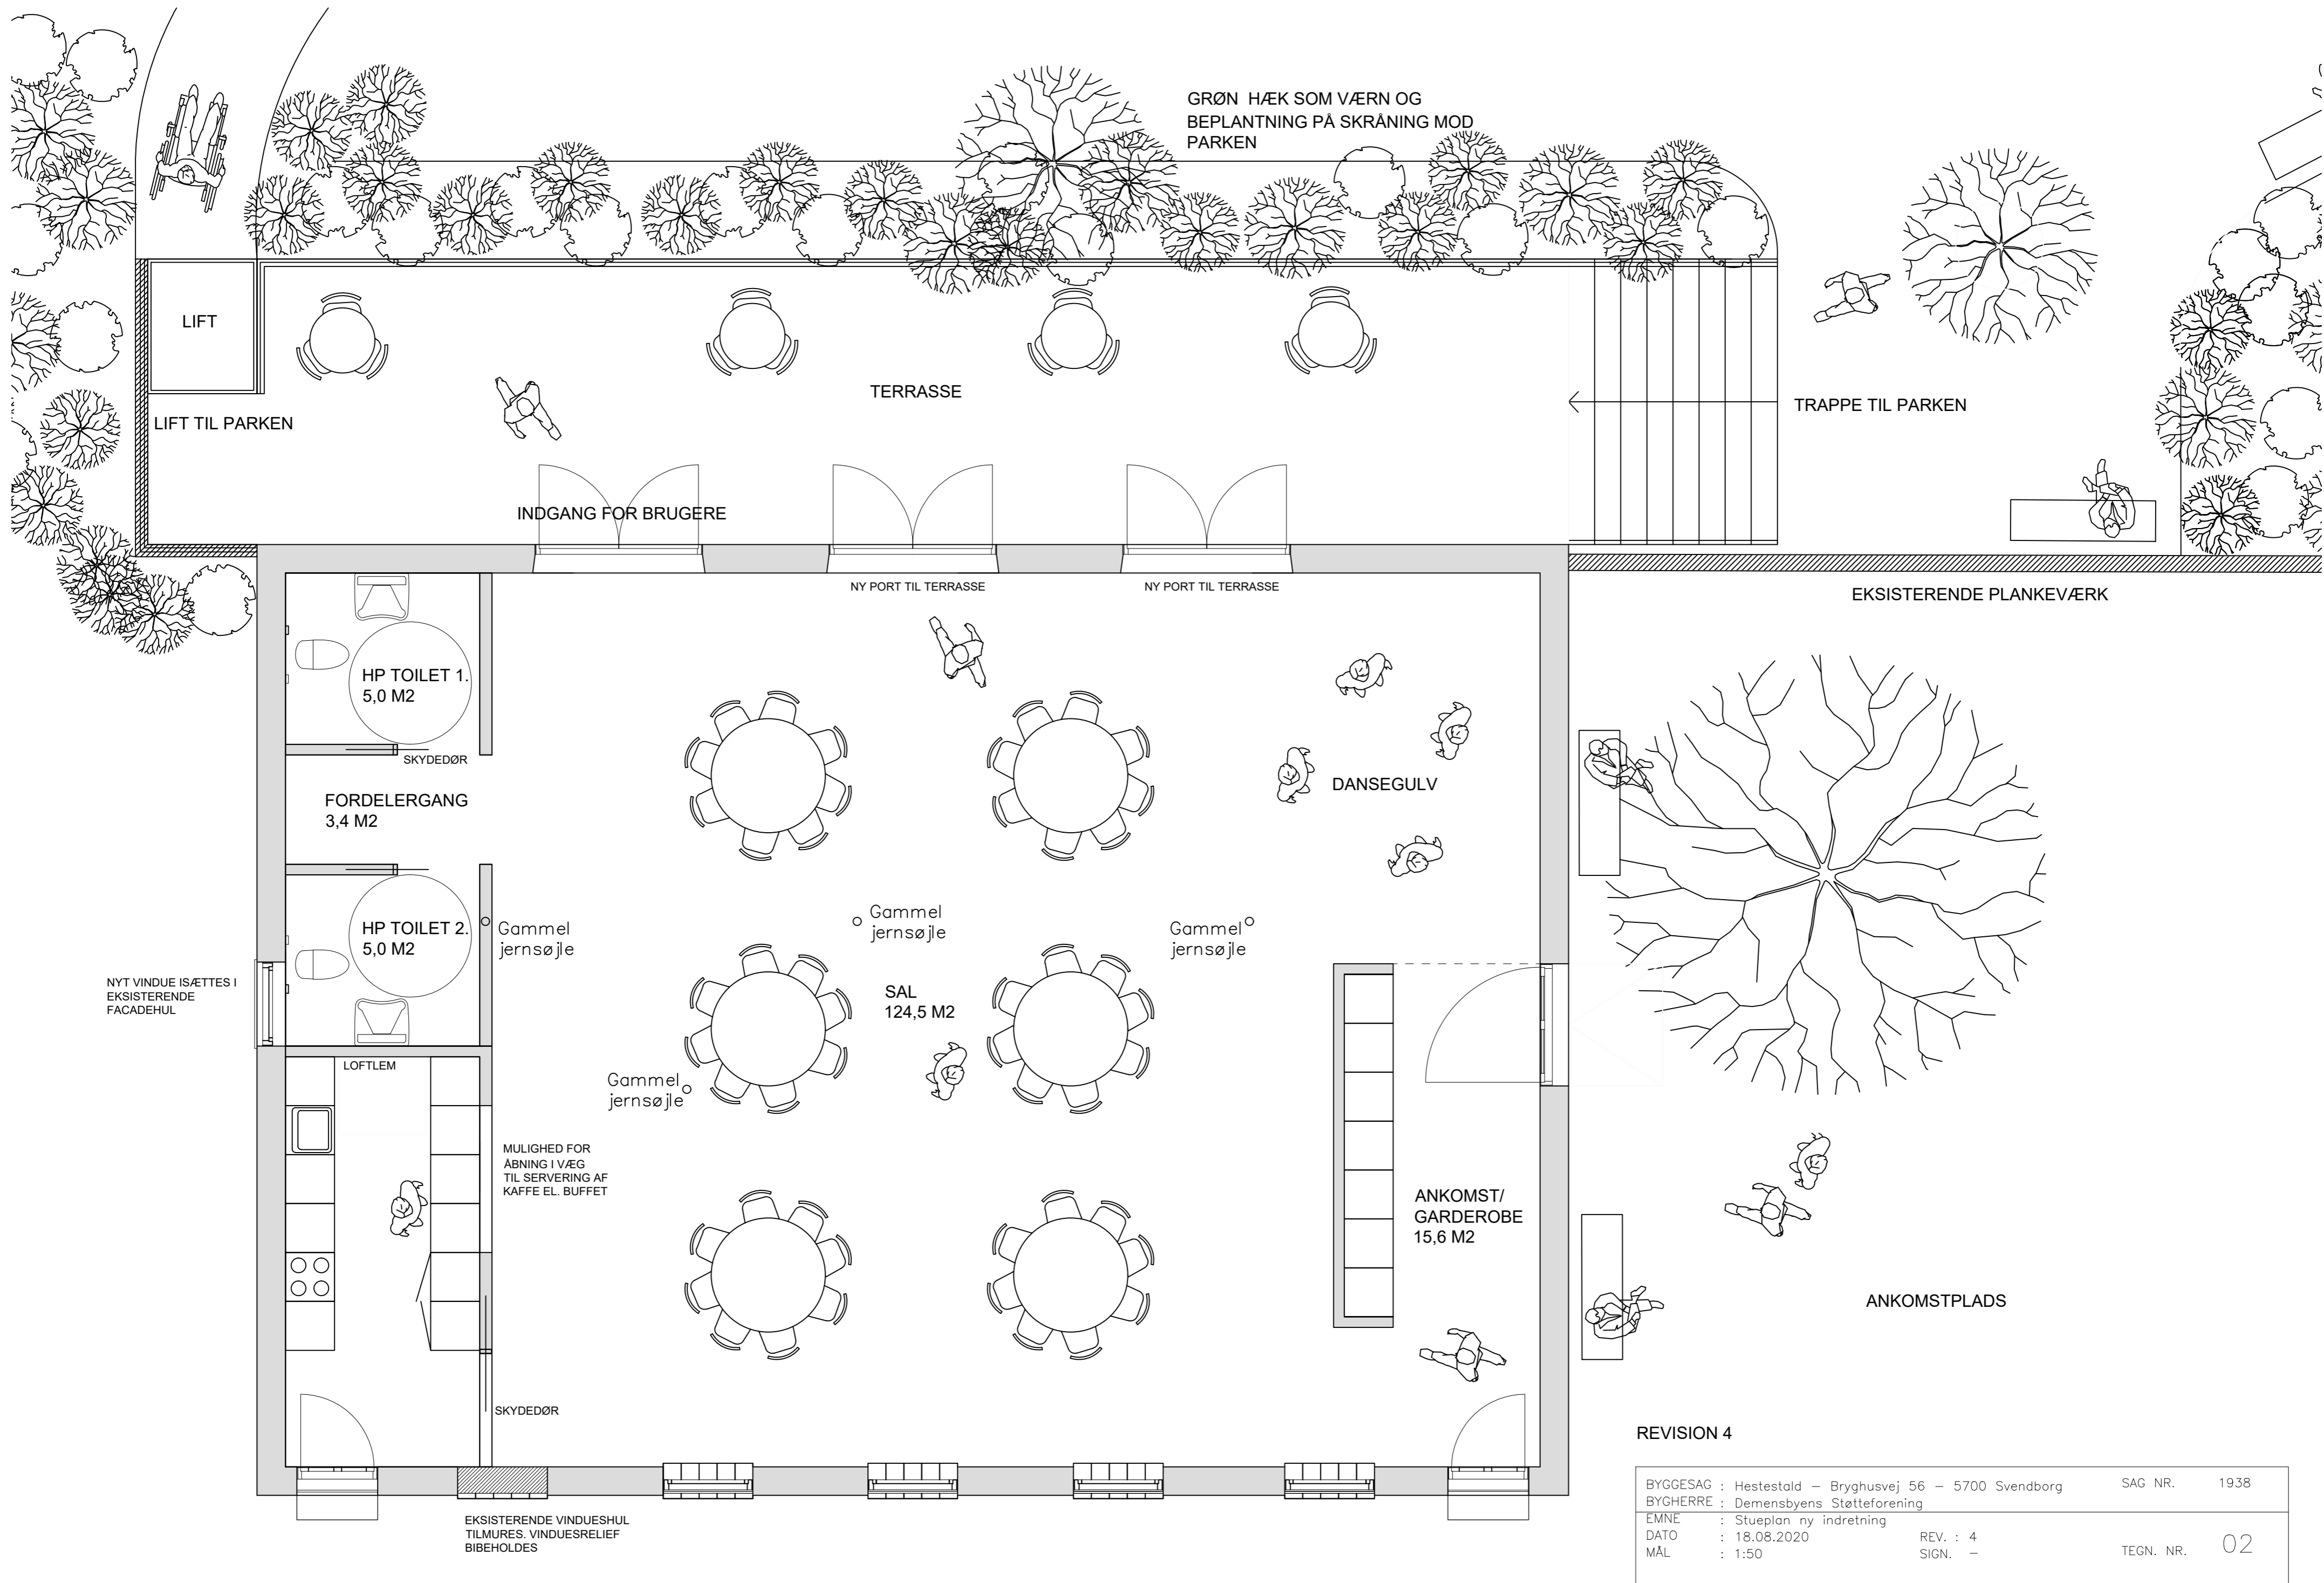 GRØN HÆK SOM VÆRN OG
BEPLANTNING PÅ SKRÅNING MOD
PARKEN
LIFT
LIFT TIL PARKEN
TERRASSE
TRAPPE TIL PARKEN
INDGANG FOR BRUGERE
NY PORT TIL TERRASSE
NY PORT TIL TERRASSE
EKSISTERENDE PLANKEVÆRK
HP TOILET 1.
5,0 M2
SKYDEDØR
FORDELERGANG
3,4 M2
DANSEGULV
HP TOILET 2.
5,0 M2
Gammel
jernsøjle
Gammel
jernsøjle
Gammel
jernsøjle
NYT VINDUE ISÆTTES I
EKSISTERENDE
FACADEHUL
SAL
124,5 M2
LOFTLEM
Gammel
jernsøjle
MULIGHED FOR
ÅBNING I VÆG
TIL SERVERING AF
KAFFE EL. BUFFET
ANKOMST/
GARDEROBE
15,6 M2
ANKOMSTPLADS
SKYDEDØR
EKSISTERENDE VINDUESHUL
TILMURES. VINDUESRELIEF
BIBEHOLDES
REVISION 4
BYGGESAG : Hestestald – Bryghusvej 56 – 5700 Svendborg SAG NR. 1938
BYGHERRE : Demensbyens Støtteforening
EMNE : Stueplan ny indretning
DATO : 18.08.2020 REV. : 4
MÅL : 1:50 SIGN. – TEGN. NR. 02